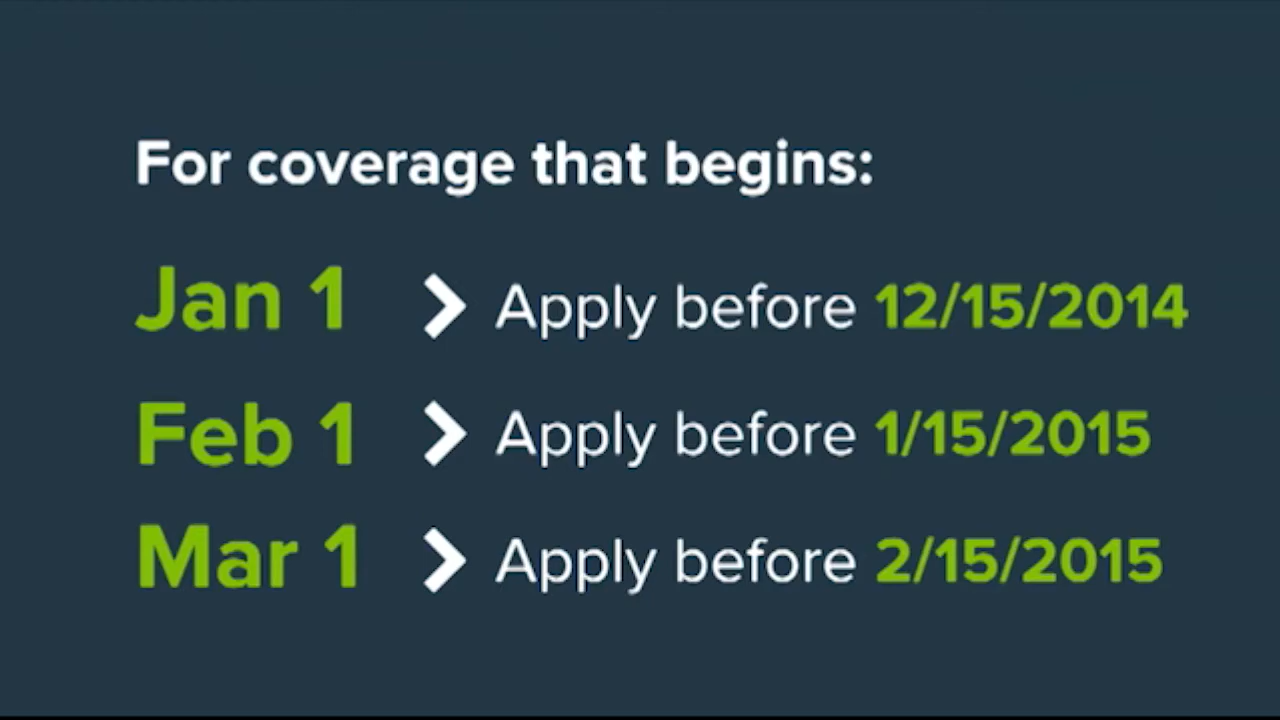 For coverage that begins:
Jan 1 > Apply before 12/15/2014
Feb 1 > Apply before 1/15/2015
Mar 1 > Apply before 2/15/2015